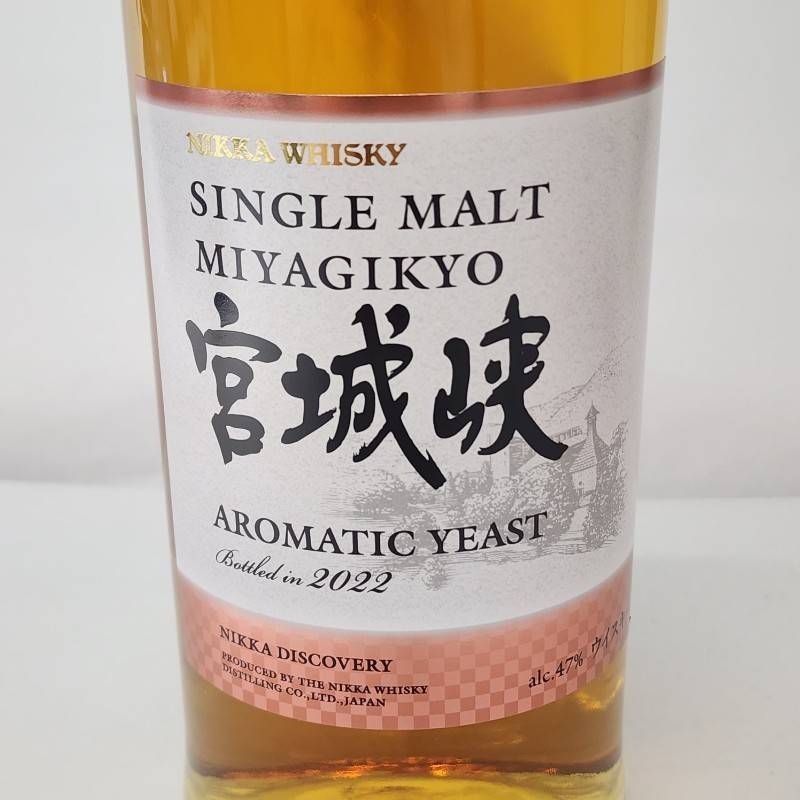 NIKKA WHISKY
SINGLE MALT
MIYAGIKYO
宮城峡
AROMATIC YEAST
Bottled in 2022
NIKKA DISCOVERY
PRODUCED BY THE NIKKA WHISKY
DISTILLING CO.,LTD.,JAPAN
alc.47% ウイスキ